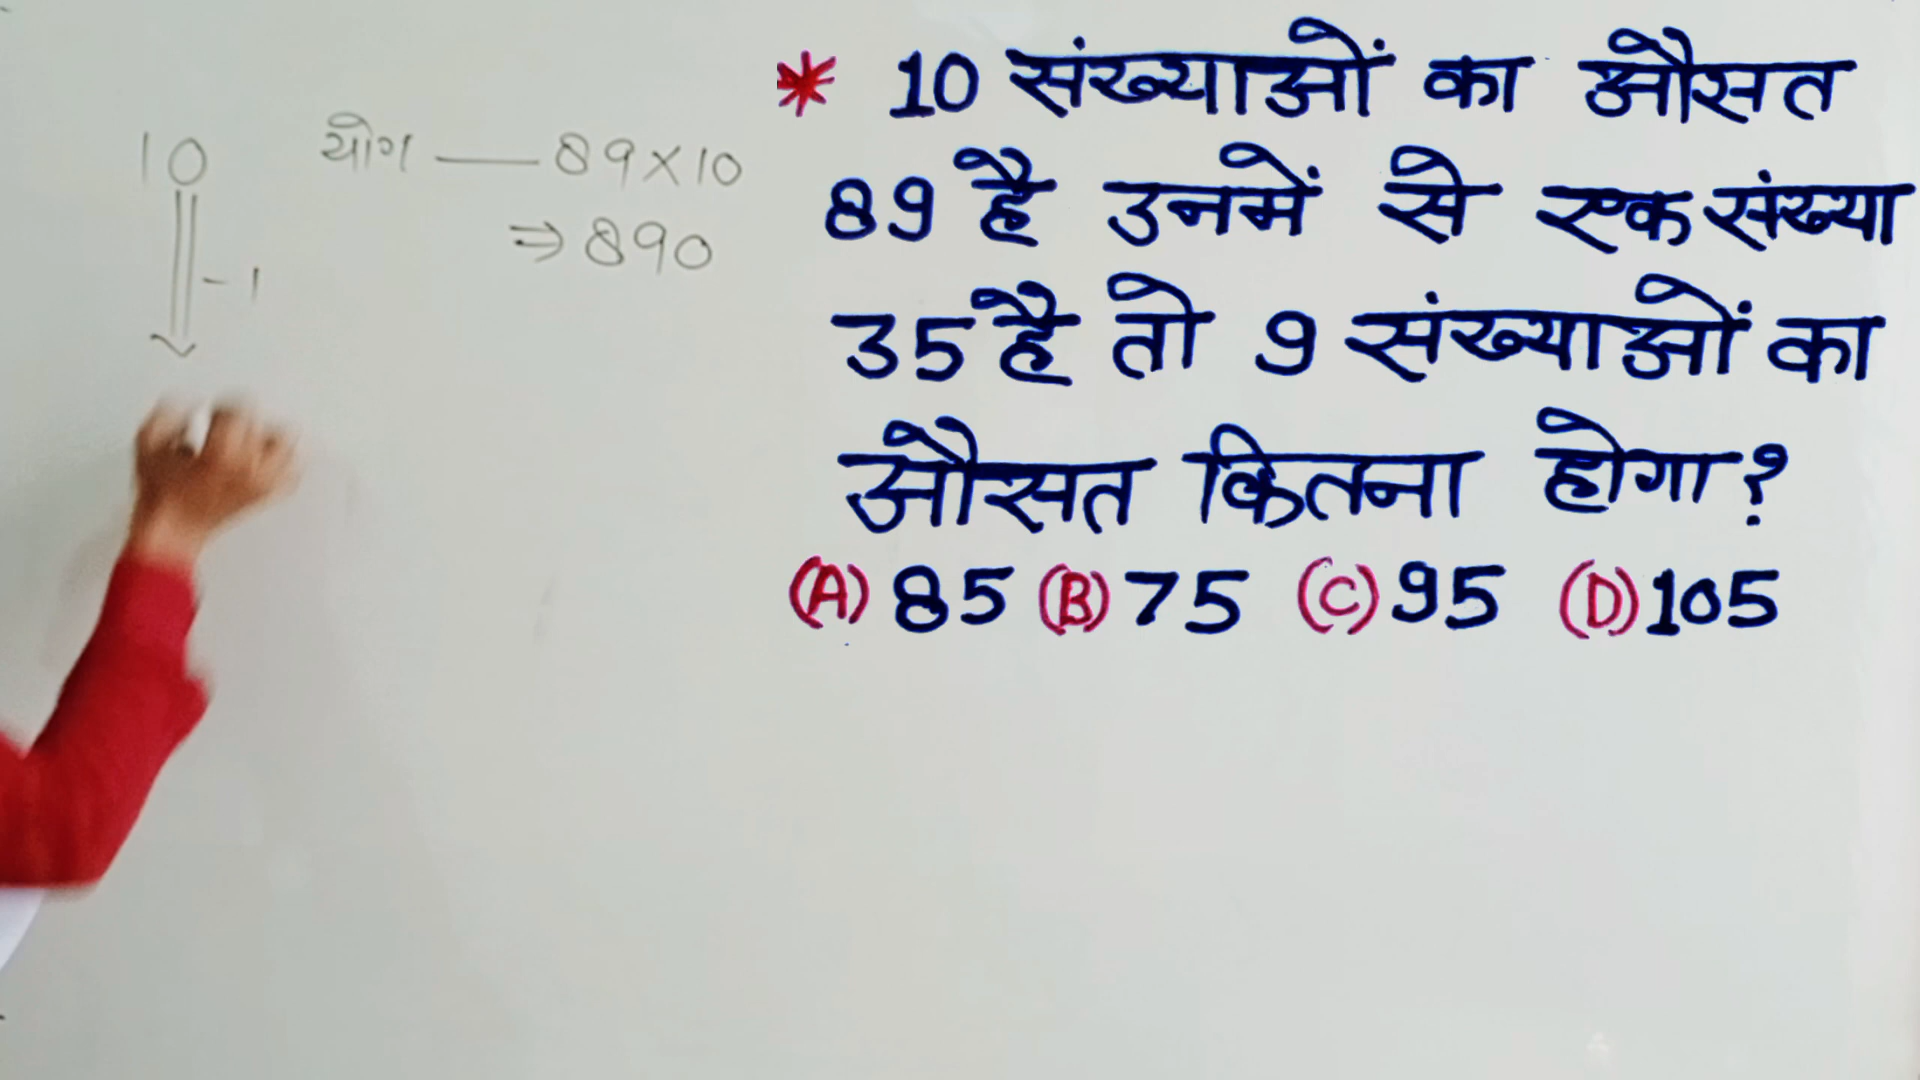 * 10 संख्याओं का औसत
89 है उनमें से एक संख्या
35 है तो 9 संख्याओं का
औसत कितना होगा?
(A) 85 (B) 75 (C) 95 (D) 105
10
-1
योग — 89×10
⇒ 890